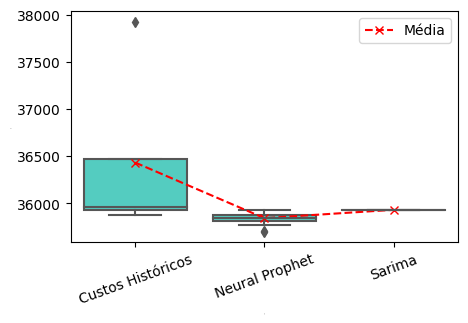 38000
37500
37000
36500
36000
Média
Custos Históricos
Neural Prophet
Sarima